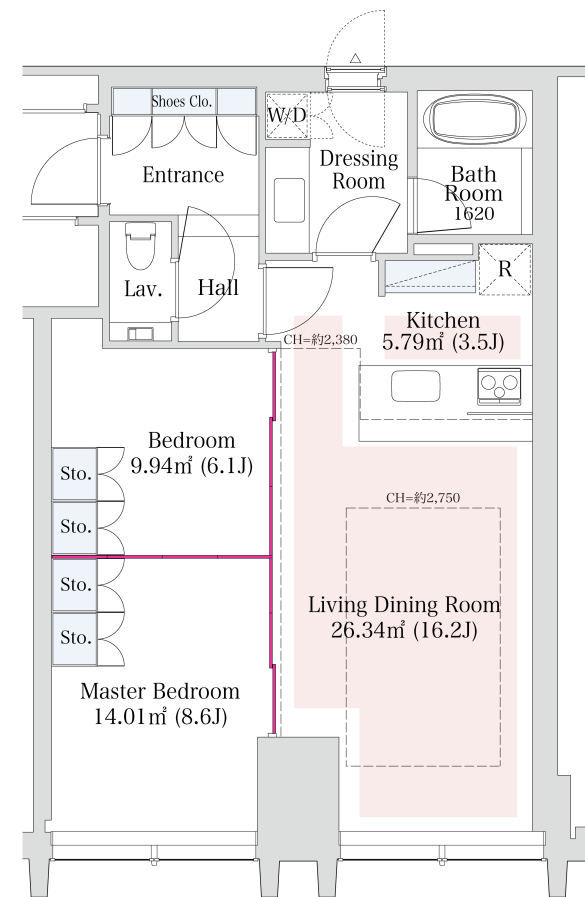 Shoes Clo.
W/D
Entrance
Dressing
Room
Bath
Room
1620
Lav.
Hall
R
Kitchen
5.79㎡ (3.5J)
CH=約2,380
Bedroom
9.94㎡ (6.1J)
Sto.
Sto.
CH=約2,750
Sto.
Sto.
Living Dining Room
26.34㎡ (16.2J)
Master Bedroom
14.01㎡ (8.6J)